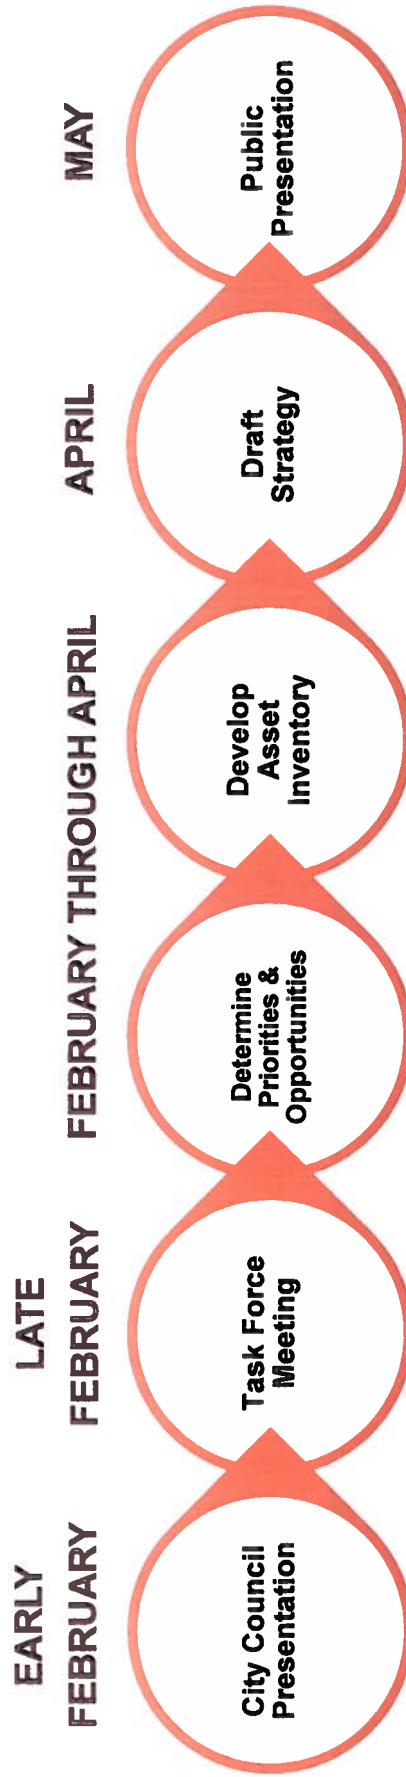 EARLY
FEBRUARY
LATE
FEBRUARY
FEBRUARY THROUGH APRIL
APRIL
MAY
City Council
Presentation
Task Force
Meeting
Determine
Priorities &
Opportunities
Develop
Asset
Inventory
Draft
Strategy
Public
Presentation